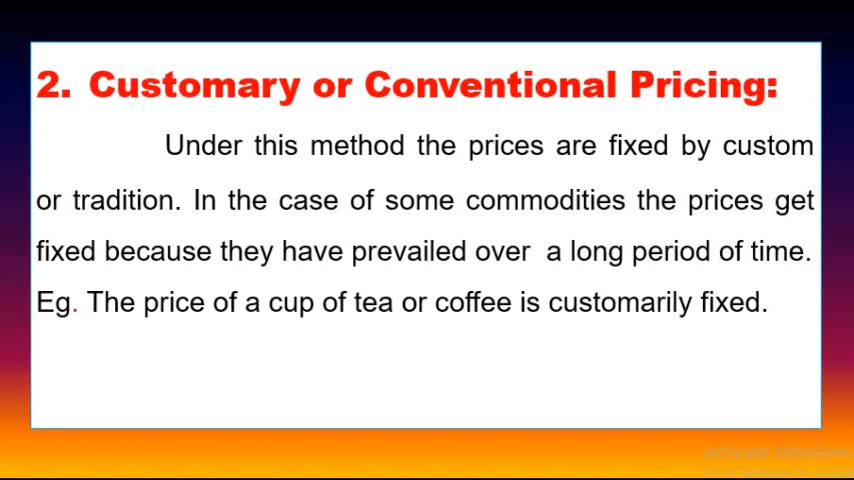 2. Customary or Conventional Pricing:
Under this method the prices are fixed by custom
or tradition. In the case of some commodities the prices get
fixed because they have prevailed over a long period of time.
Eg. The price of a cup of tea or coffee is customarily fixed.
Activate Windows